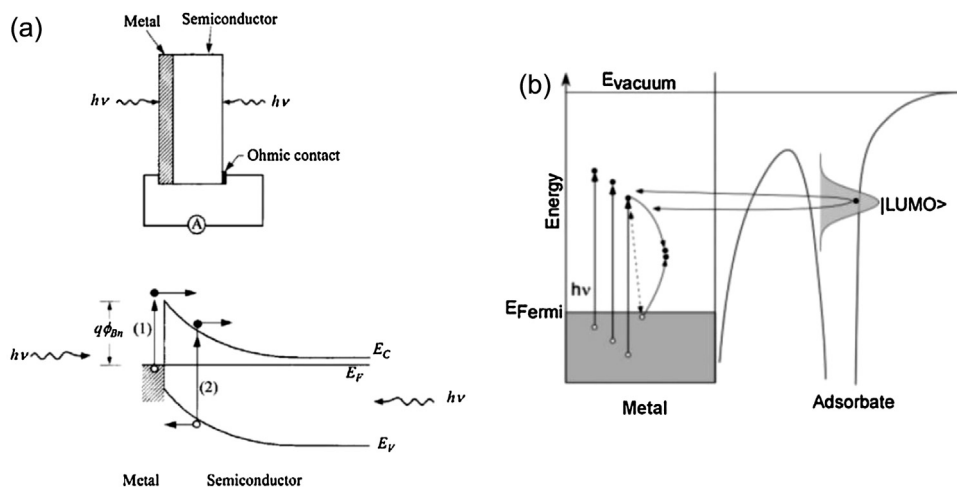 (a)
Semiconductor
Metal
hν
hν
Ohmic contact
A
qϕBn
(1)
hν
EC
EF
(2)
hν
EV
Metal
Semiconductor
(b)
Evacuum
Energy
|LUMO>
hν
EFermi
Metal
Adsorbate